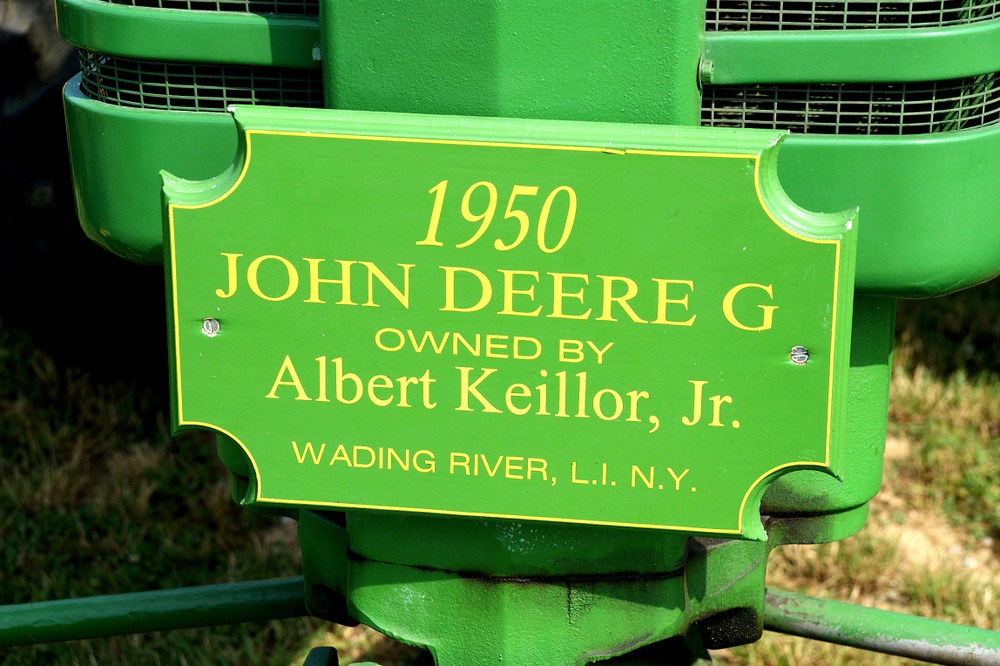 1950
JOHN DEERE G
OWNED BY
Albert Keillor, Jr.
WADING RIVER, L.I. N.Y.